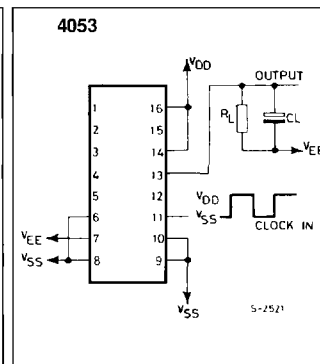 4053
VDD
OUTPUT
1 16
2 15
RL CL
3 14
VEE
4 13
5 12
VDD
6 11
VSS
CLOCK IN
VEE
7 10
VSS
8 9
VSS
S-2521